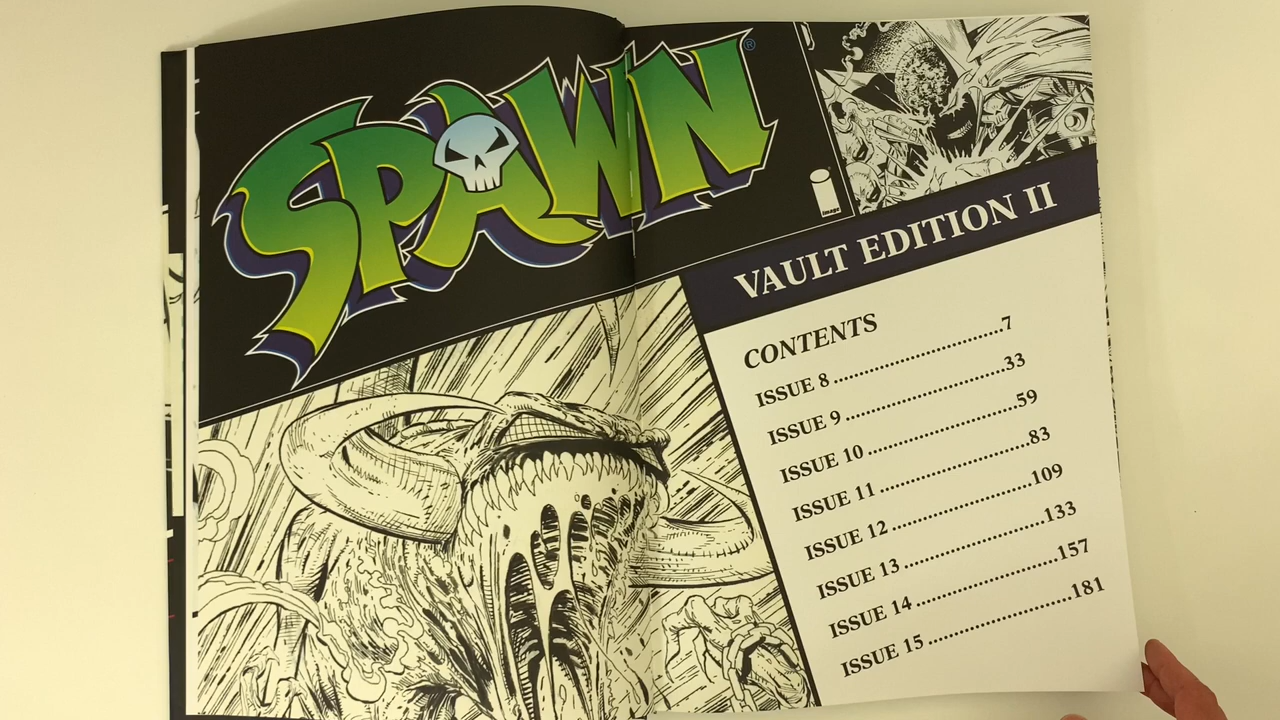 SPAWN®
image
VAULT EDITION II
CONTENTS
ISSUE 8 ..............................7
ISSUE 9 ............................33
ISSUE 10 ..........................59
ISSUE 11 ..........................83
ISSUE 12 ........................109
ISSUE 13 ........................133
ISSUE 14 ........................157
ISSUE 15 ........................181